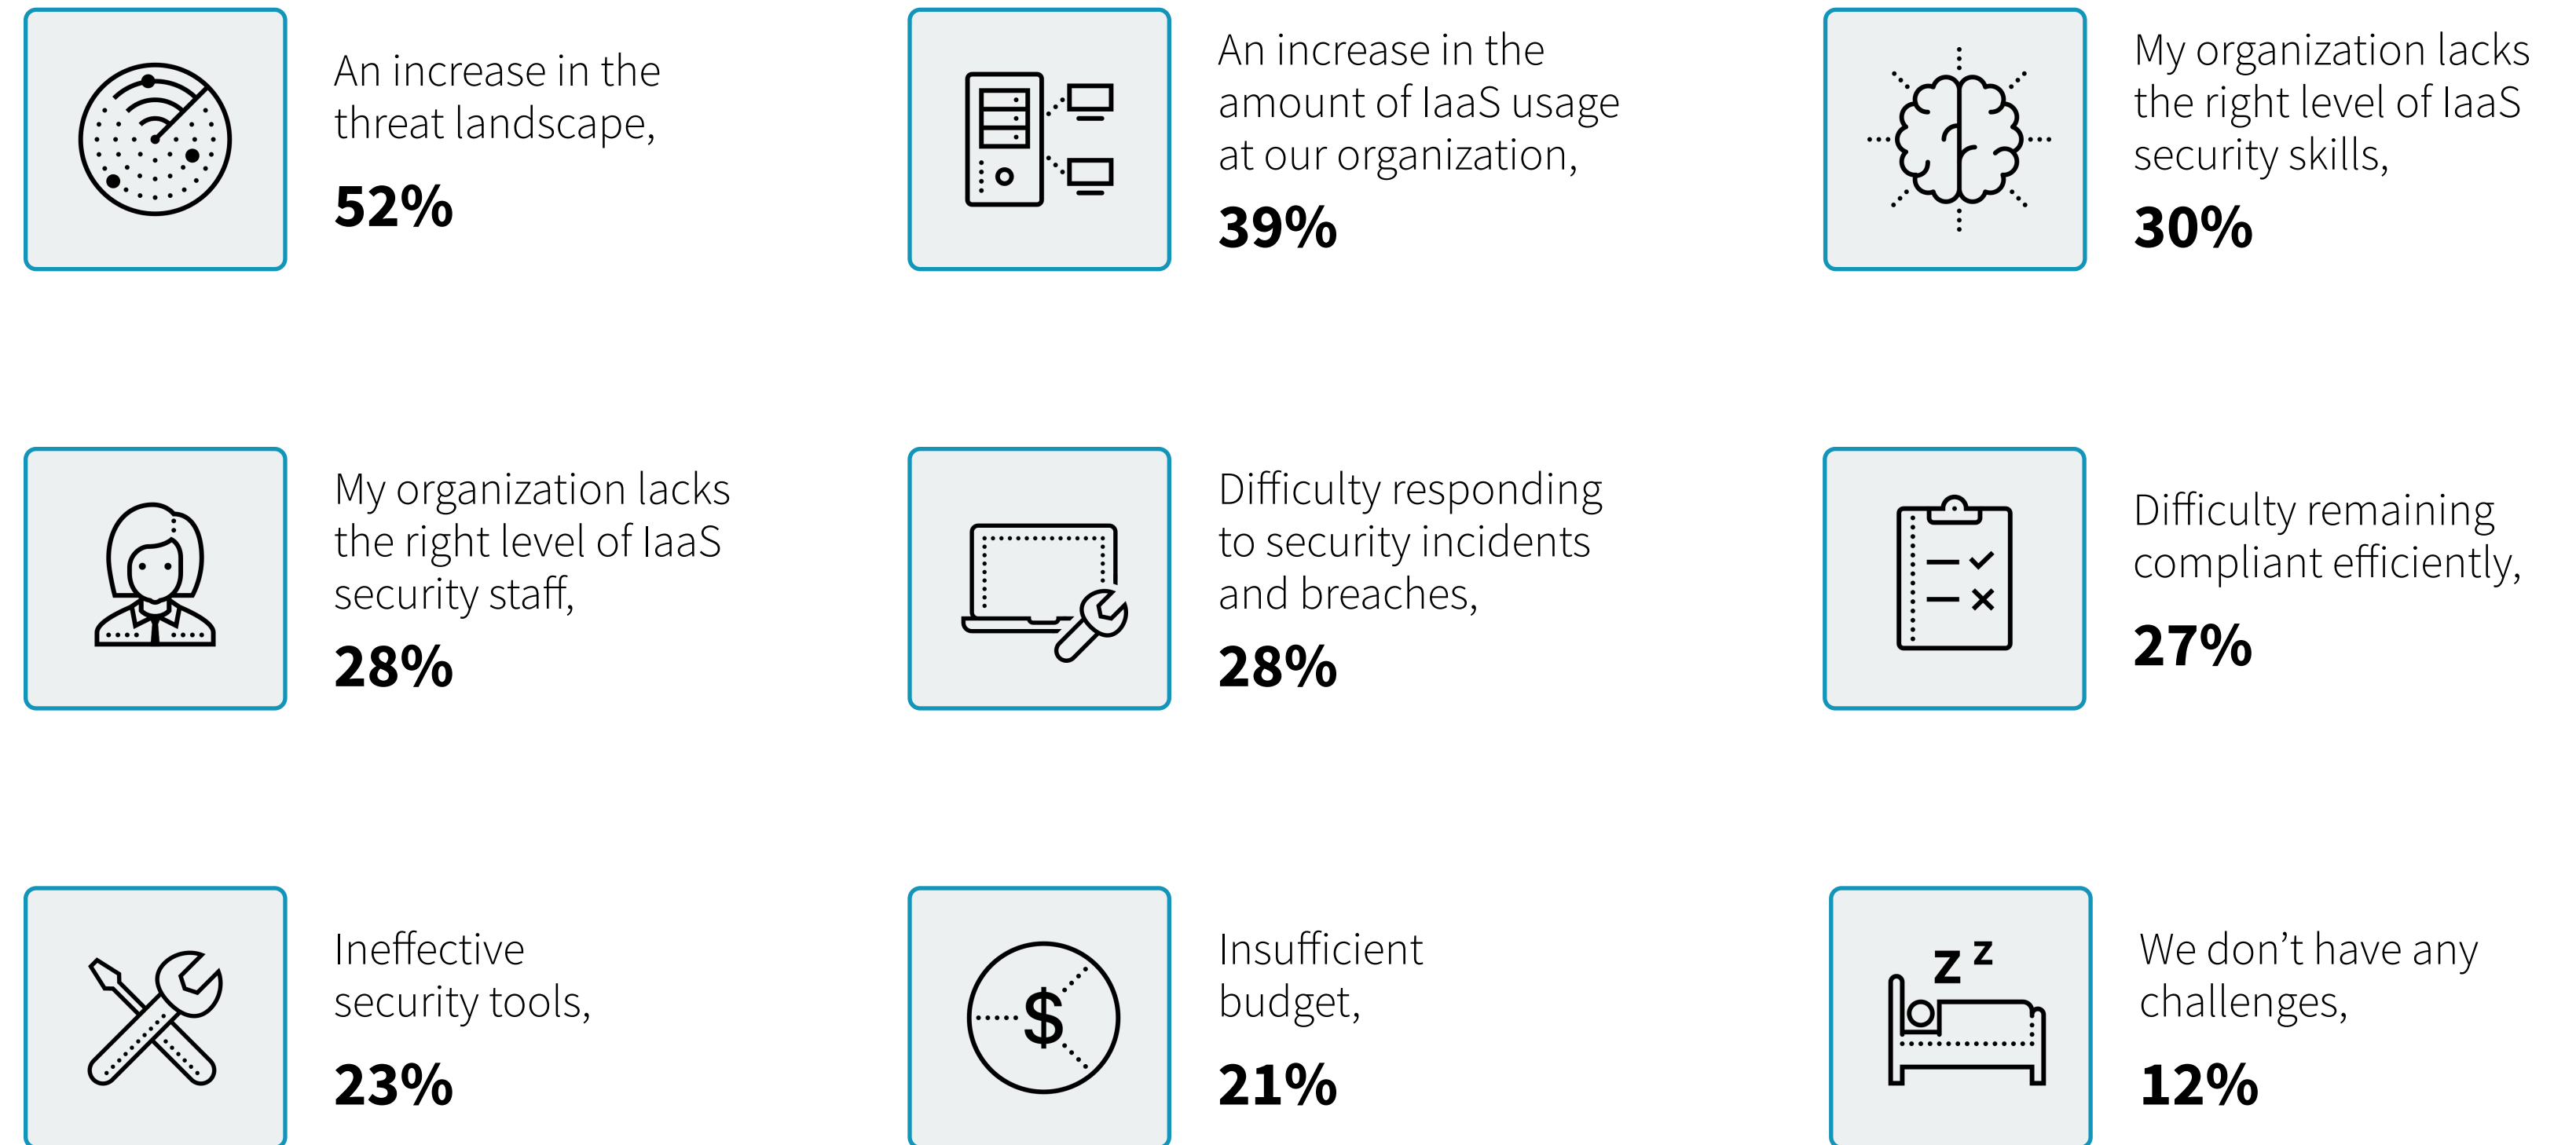 An increase in the
threat landscape,
52%
An increase in the
amount of IaaS usage
at our organization,
39%
My organization lacks
the right level of IaaS
security skills,
30%
My organization lacks
the right level of IaaS
security staff,
28%
Difficulty responding
to security incidents
and breaches,
28%
Difficulty remaining
compliant efficiently,
27%
Ineffective
security tools,
23%
$
Insufficient
budget,
21%
Z Z
We don’t have any
challenges,
12%